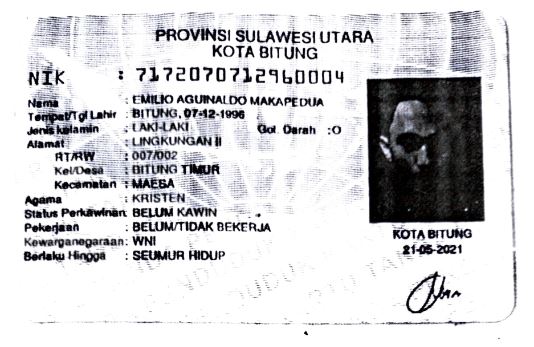 PROVINSI SULAWESI UTARA
KOTA BITUNG
NIK : 7172070712960004
Nama : EMILIO AGUINALDO MAKAPEDUA
Tempat/Tgl Lahir : BITUNG, 07-12-1996
Jenis kelamin : LAKI-LAKI Gol. Darah : O
Alamat : LINGKUNGAN II
RT/RW : 007/002
Kel/Desa : BITUNG TIMUR
Kecamatan : MAESA
Agama : KRISTEN
Status Perkawinan: BELUM KAWIN
Pekerjaan : BELUM/TIDAK BEKERJA
Kewarganegaraan: WNI
Berlaku Hingga : SEUMUR HIDUP
KOTA BITUNG
21-05-2021